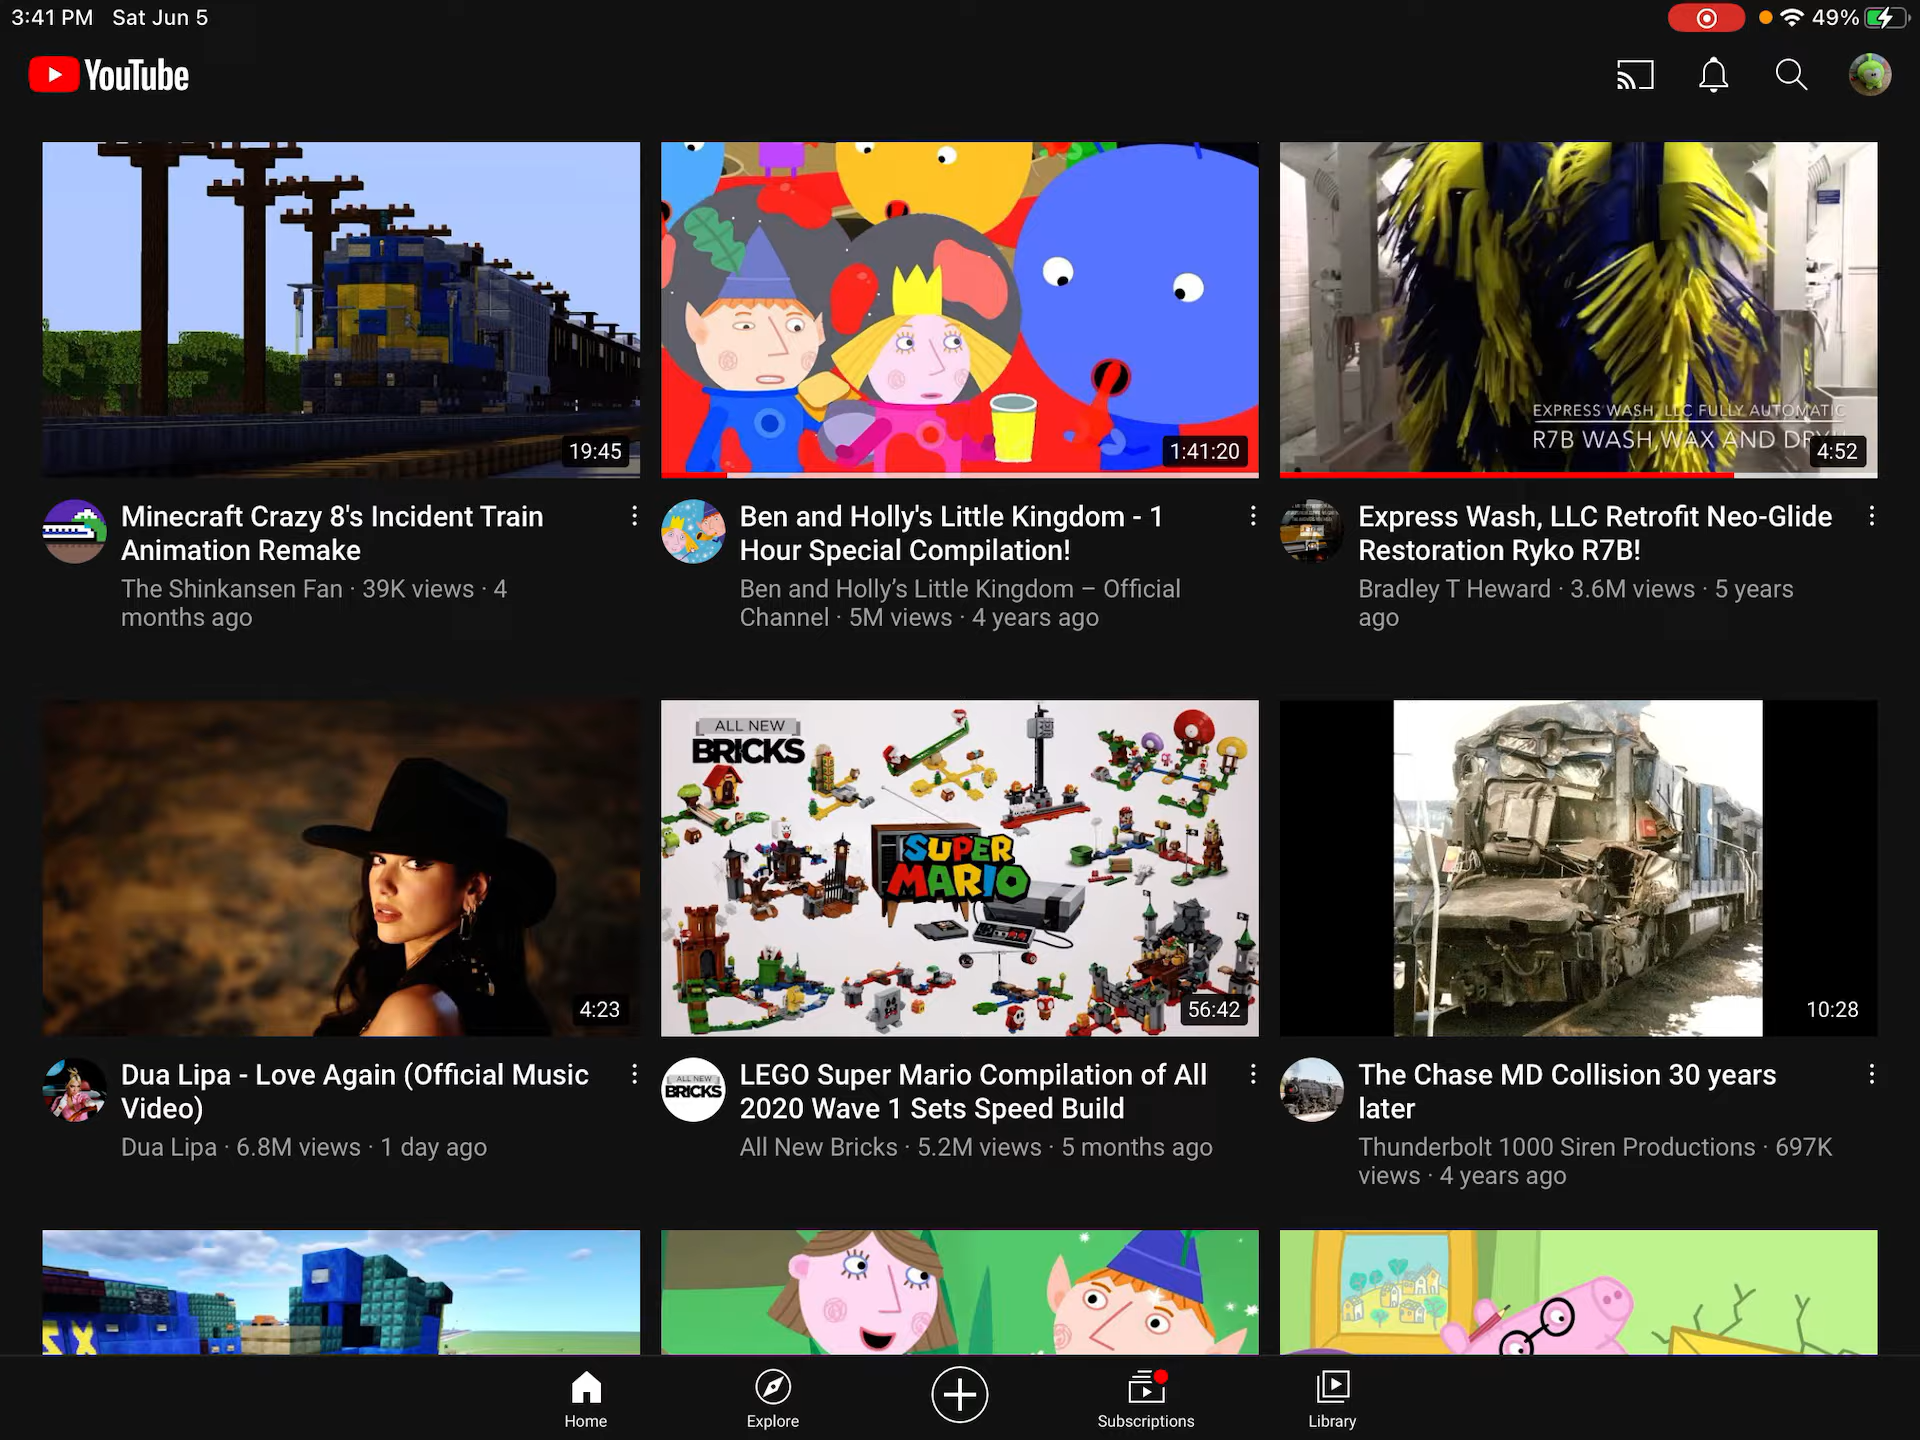 3:41 PM Sat Jun 5
49%
YouTube
19:45
1:41:20
EXPRESS WASH, LLC FULLY AUTOMATIC
R7B WASH,WAX AND
4:52
Minecraft Crazy 8's Incident Train
Animation Remake
The Shinkansen Fan · 39K views · 4
months ago
Ben and Holly's Little Kingdom - 1
Hour Special Compilation!
Ben and Holly’s Little Kingdom – Official
Channel · 5M views · 4 years ago
Express Wash, LLC Retrofit Neo-Glide
Restoration Ryko R7B!
Bradley T Heward · 3.6M views · 5 years
ago
4:23
ALL NEW
BRICKS
SUPER
MARIO
56:42
10:28
Dua Lipa - Love Again (Official Music
Video)
Dua Lipa · 6.8M views · 1 day ago
ALL NEW
BRICKS
LEGO Super Mario Compilation of All
2020 Wave 1 Sets Speed Build
All New Bricks · 5.2M views · 5 months ago
The Chase MD Collision 30 years
later
Thunderbolt 1000 Siren Productions · 697K
views · 4 years ago
Home
Explore
Subscriptions
Library